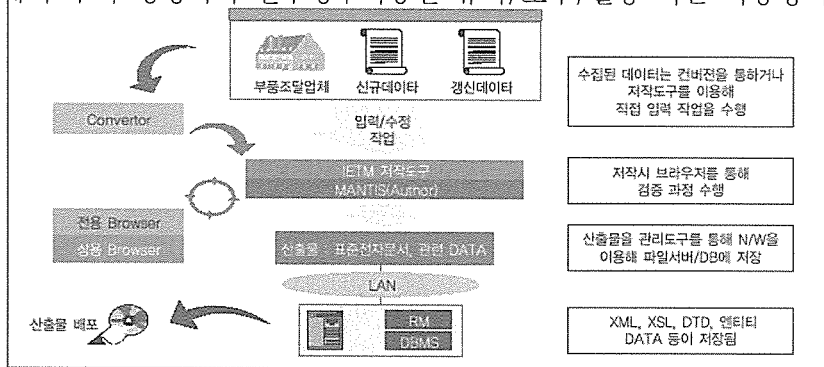 부품조달업체 신규데이타 갱신데이타
수집된 데이터는 컨버전을 통하거나
저작도구를 이용해
직접 입력 작업을 수행
Convertor
입력/수정
작업
IETM 저작도구
MANTIS(Author)
저작시 브라우저를 통해
검증 과정 수행
전용 Browser
상용 Browser
산출물 : 표준전자문서, 관련 DATA
산출물을 관리도구를 통해 N/W을
이용해 파일서버/DB에 저장
LAN
산출물 배포
RM
DBMS
XML, XSL, DTD, 엔티티
DATA 등이 저장됨